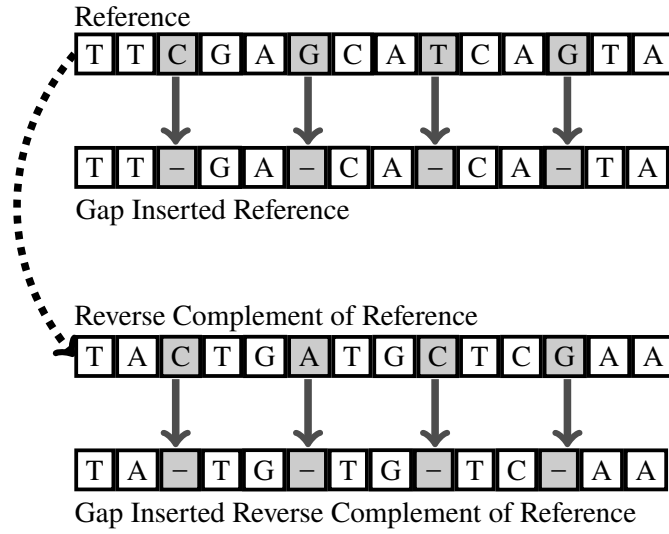 Reference
T T C G A G C A T C A G T A
T T – G A – C A – C A – T A
Gap Inserted Reference
Reverse Complement of Reference
T A C T G A T G C T C G A A
T A – T G – T G – T C – A A
Gap Inserted Reverse Complement of Reference